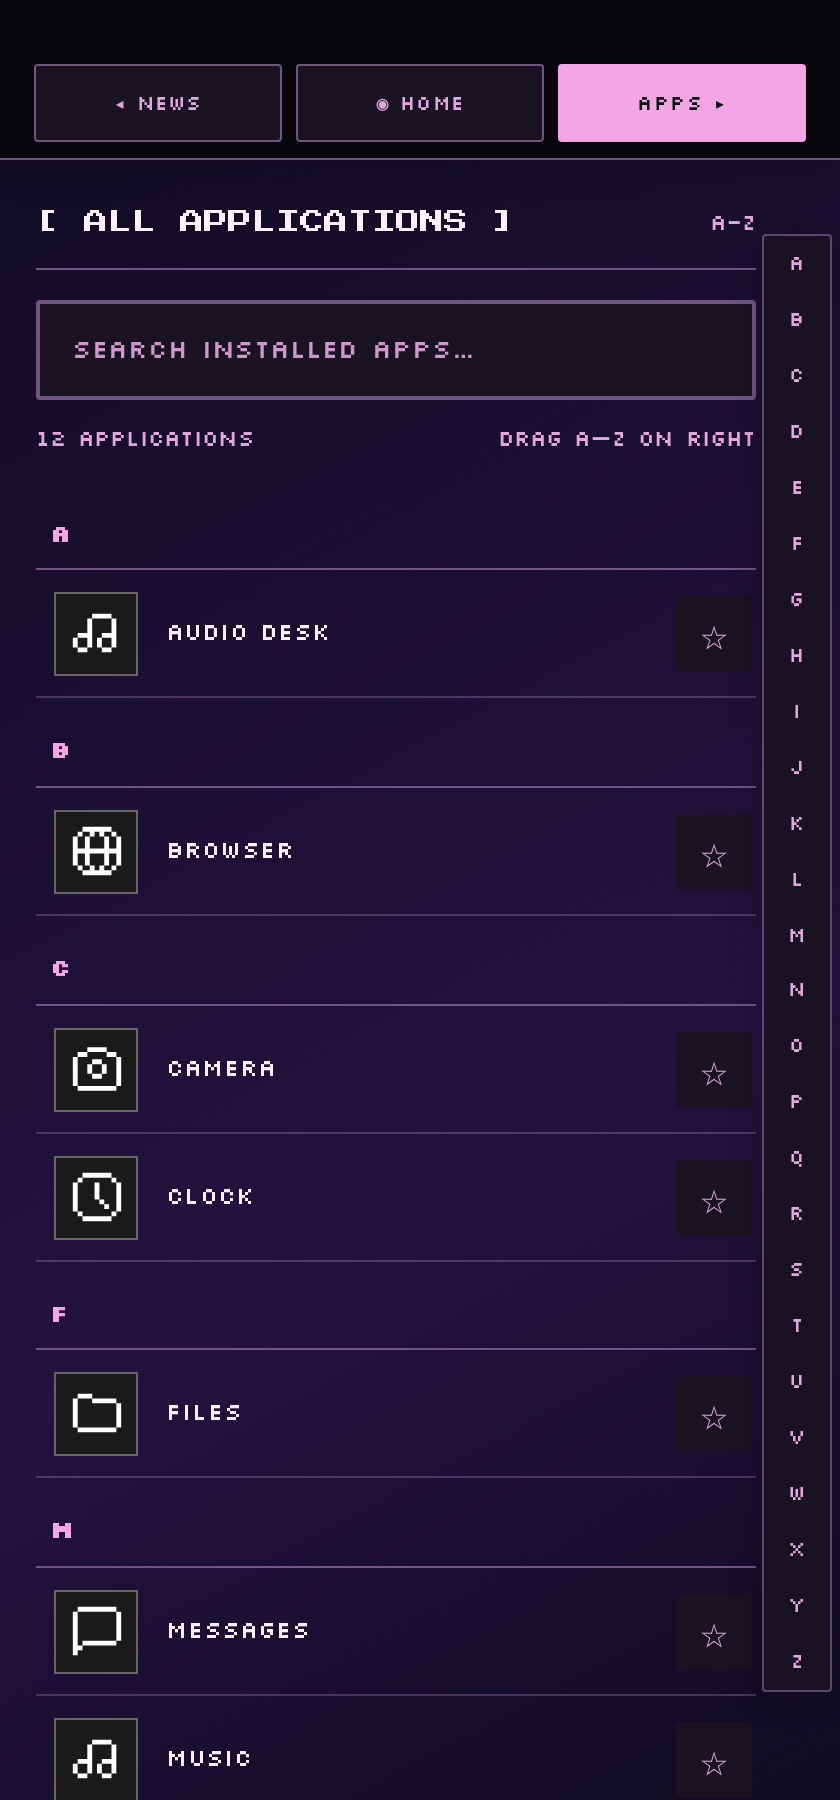 ◂ NEWS
◉ HOME
APPS ▸
[ ALL APPLICATIONS ]
A-Z
SEARCH INSTALLED APPS…
12 APPLICATIONS
DRAG A—Z ON RIGHT
A
AUDIO DESK
☆
B
BROWSER
☆
C
CAMERA
☆
CLOCK
☆
F
FILES
☆
M
MESSAGES
☆
MUSIC
☆
A
B
C
D
E
F
G
H
I
J
K
L
M
N
O
P
Q
R
S
T
U
V
W
X
Y
Z